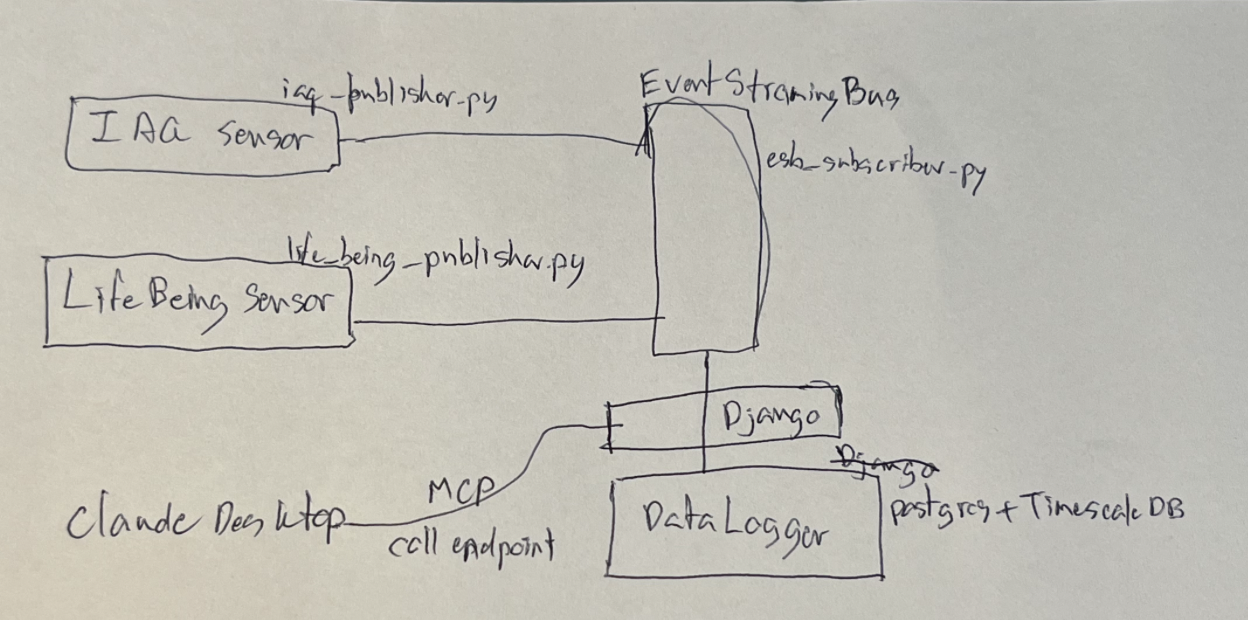 iaq_publisher.py
IAQ Sensor
Event Straming Bus
esb_subscriber.py
life_being_publisher.py
Life Being Sensor
Django
Django
Data Logger
postgres + Timescale DB
Claude Desktop
MCP
call endpoint